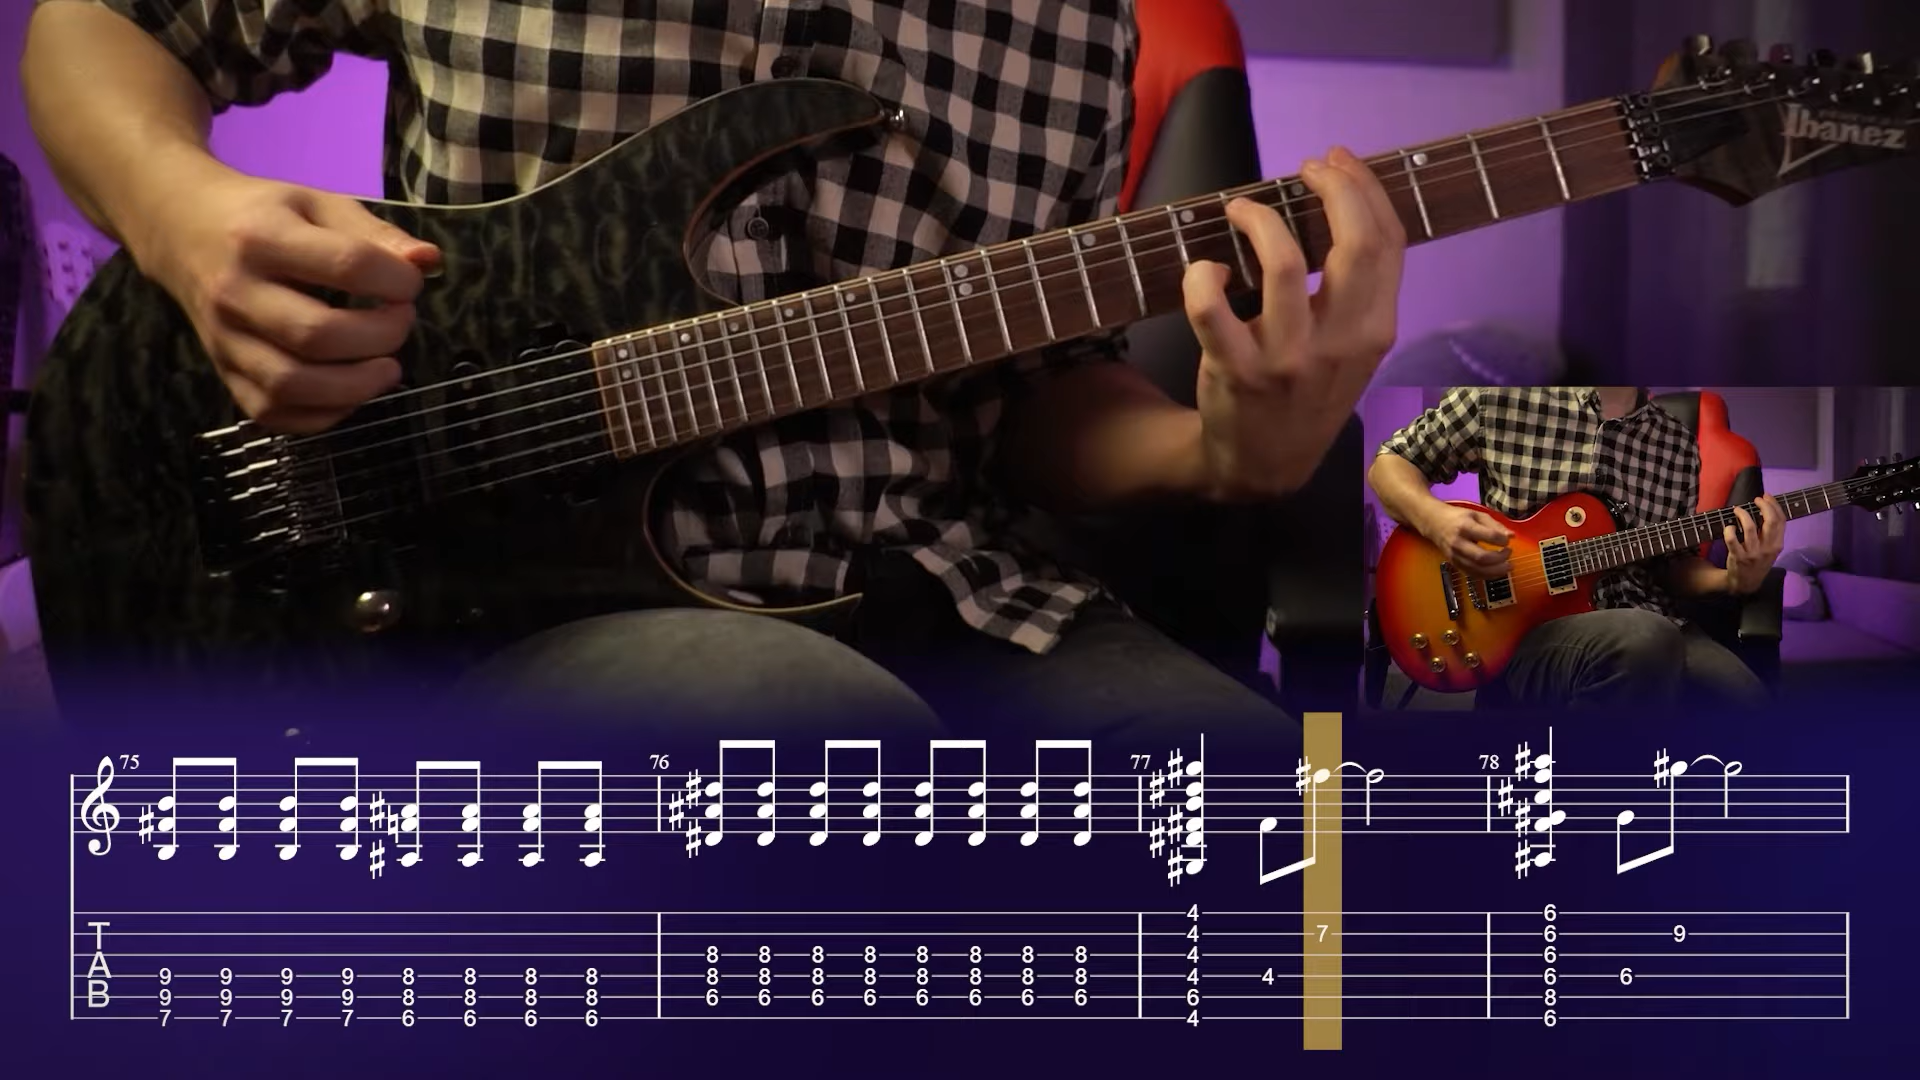 Ibanez
75 76 77 78
4 6
T 4 7 6 9
A 8 8 8 8 8 8 8 8 4 6
B 9 9 9 9 8 8 8 8 8 8 8 8 8 8 8 8 4 4 6 6
9 9 9 9 8 8 8 8 6 6 6 6 6 6 6 6 6 8
7 7 7 7 6 6 6 6 4 6